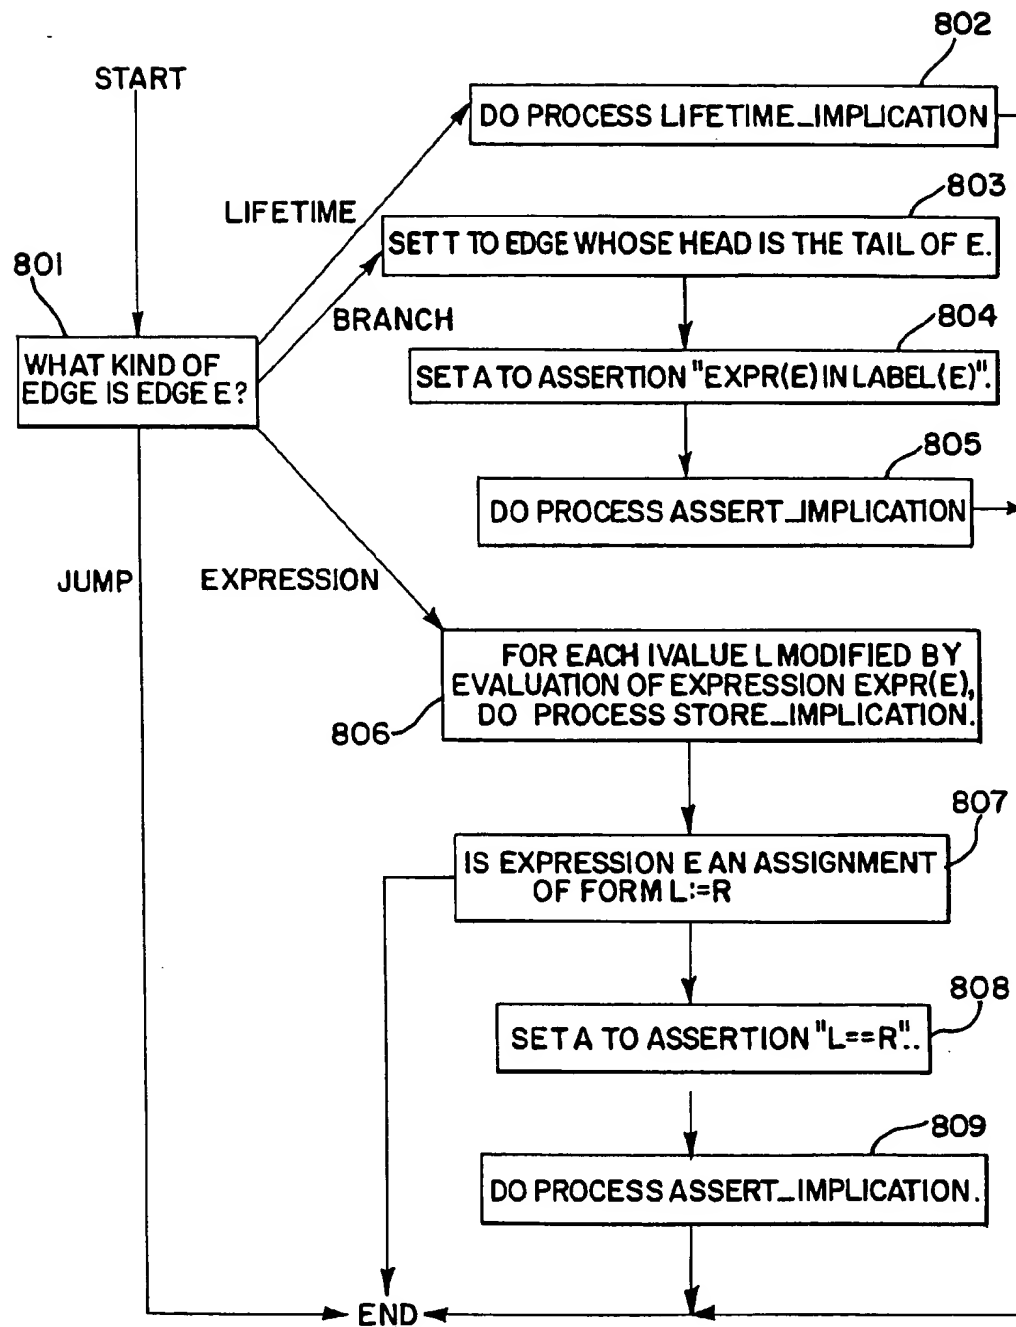 802
START
DO PROCESS LIFETIME_IMPLICATION
803
LIFETIME
SET T TO EDGE WHOSE HEAD IS THE TAIL OF E.
801
BRANCH
804
WHAT KIND OF
EDGE IS EDGE E?
SET A TO ASSERTION "EXPR(E) IN LABEL(E)".
805
DO PROCESS ASSERT_IMPLICATION
JUMP
EXPRESSION
FOR EACH IVALUE L MODIFIED BY
EVALUATION OF EXPRESSION EXPR(E),
DO PROCESS STORE_IMPLICATION.
806
807
IS EXPRESSION E AN ASSIGNMENT
OF FORM L:=R
808
SET A TO ASSERTION "L==R"..
809
DO PROCESS ASSERT_IMPLICATION.
END